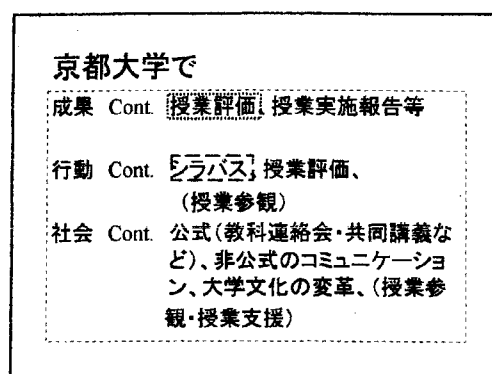 京都大学で
成果 Cont. 授業評価、授業実施報告等
行動 Cont. シラバス、授業評価、
(授業参観)
社会 Cont. 公式(教科連絡会・共同講義な
ど)、非公式のコミュニケーショ
ン、大学文化の変革、(授業参
観・授業支援)